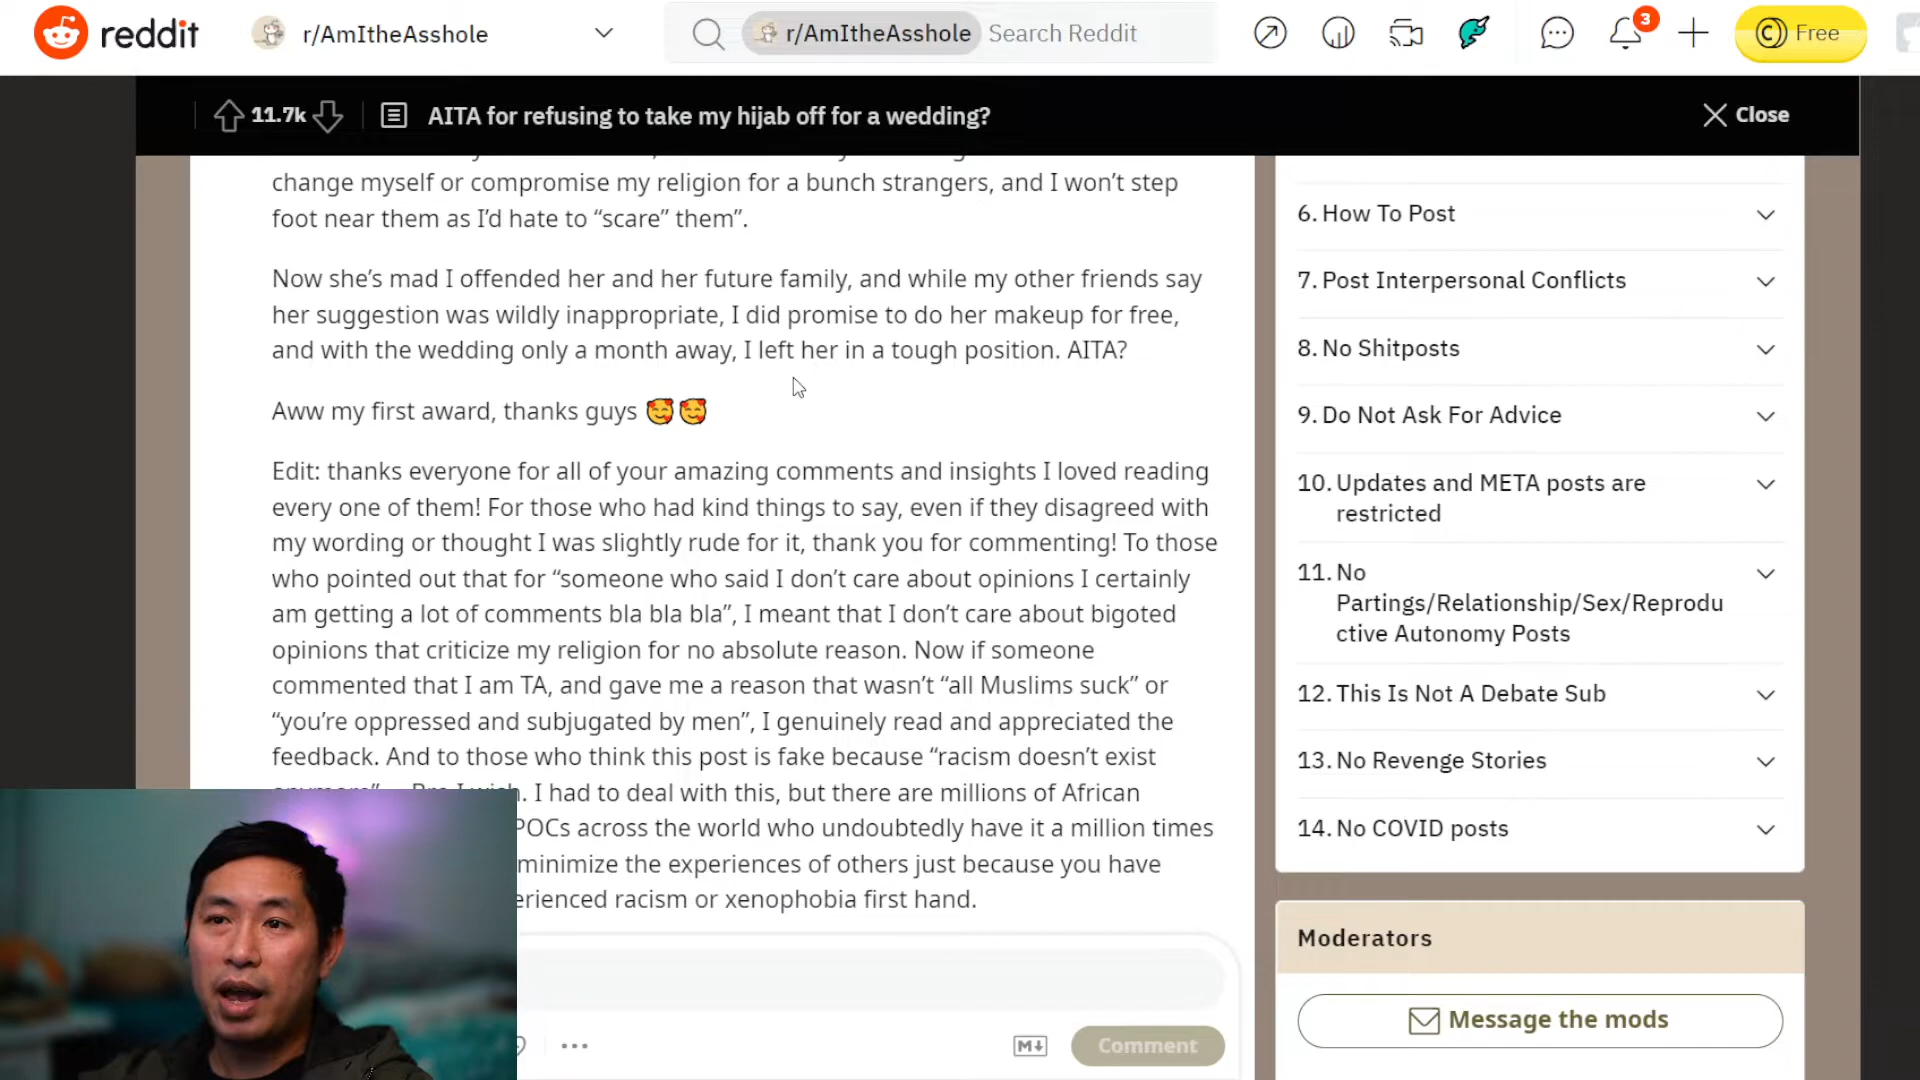 reddit
r/AmItheAsshole
r/AmItheAsshole Search Reddit
3
Free
11.7k
AITA for refusing to take my hijab off for a wedding?
Close
change myself or compromise my religion for a bunch strangers, and I won’t step
foot near them as I’d hate to “scare” them”.
Now she’s mad I offended her and her future family, and while my other friends say
her suggestion was wildly inappropriate, I did promise to do her makeup for free,
and with the wedding only a month away, I left her in a tough position. AITA?
Aww my first award, thanks guys 🥰🥰
Edit: thanks everyone for all of your amazing comments and insights I loved reading
every one of them! For those who had kind things to say, even if they disagreed with
my wording or thought I was slightly rude for it, thank you for commenting! To those
who pointed out that for “someone who said I don’t care about opinions I certainly
am getting a lot of comments bla bla bla”, I meant that I don’t care about bigoted
opinions that criticize my religion for no absolute reason. Now if someone
commented that I am TA, and gave me a reason that wasn’t “all Muslims suck” or
“you’re oppressed and subjugated by men”, I genuinely read and appreciated the
feedback. And to those who think this post is fake because “racism doesn’t exist
I had to deal with this, but there are millions of African
POCs across the world who undoubtedly have it a million times
minimize the experiences of others just because you have
erienced racism or xenophobia first hand.
M↓
Comment
6. How To Post
7. Post Interpersonal Conflicts
8. No Shitposts
9. Do Not Ask For Advice
10. Updates and META posts are
restricted
11. No
Partings/Relationship/Sex/Reprodu
ctive Autonomy Posts
12. This Is Not A Debate Sub
13. No Revenge Stories
14. No COVID posts
Moderators
Message the mods